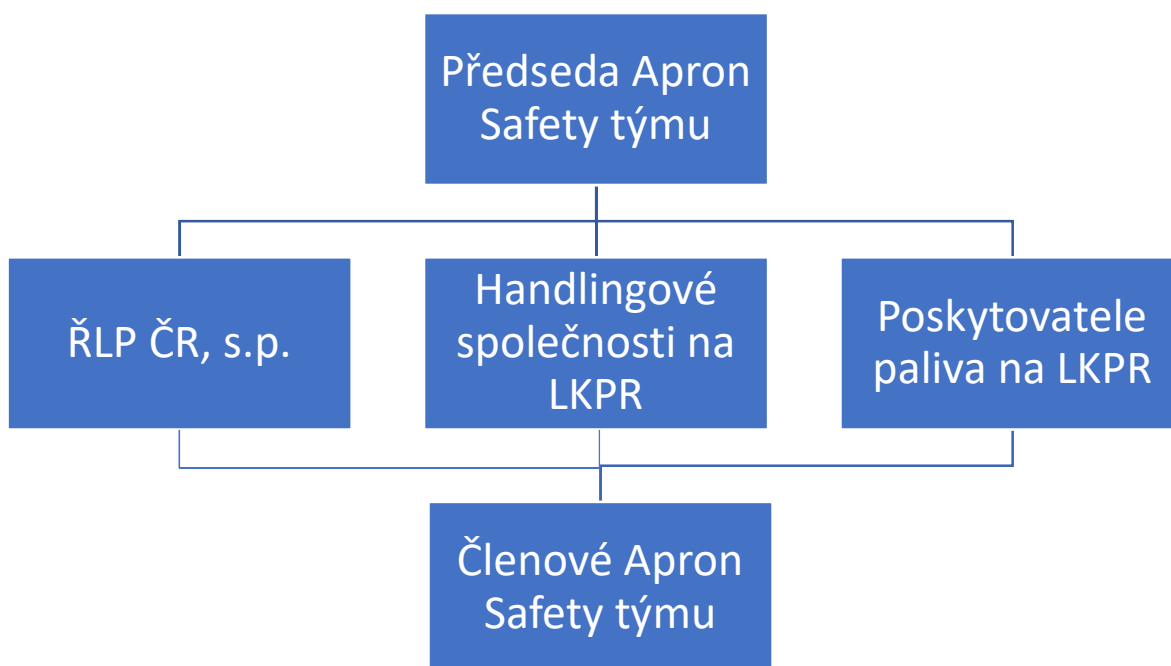 Předseda Apron
Safety týmu
ŘLP ČR, s.p.
Handlingové
společnosti na
LKPR
Poskytovatele
paliva na LKPR
Členové Apron
Safety týmu